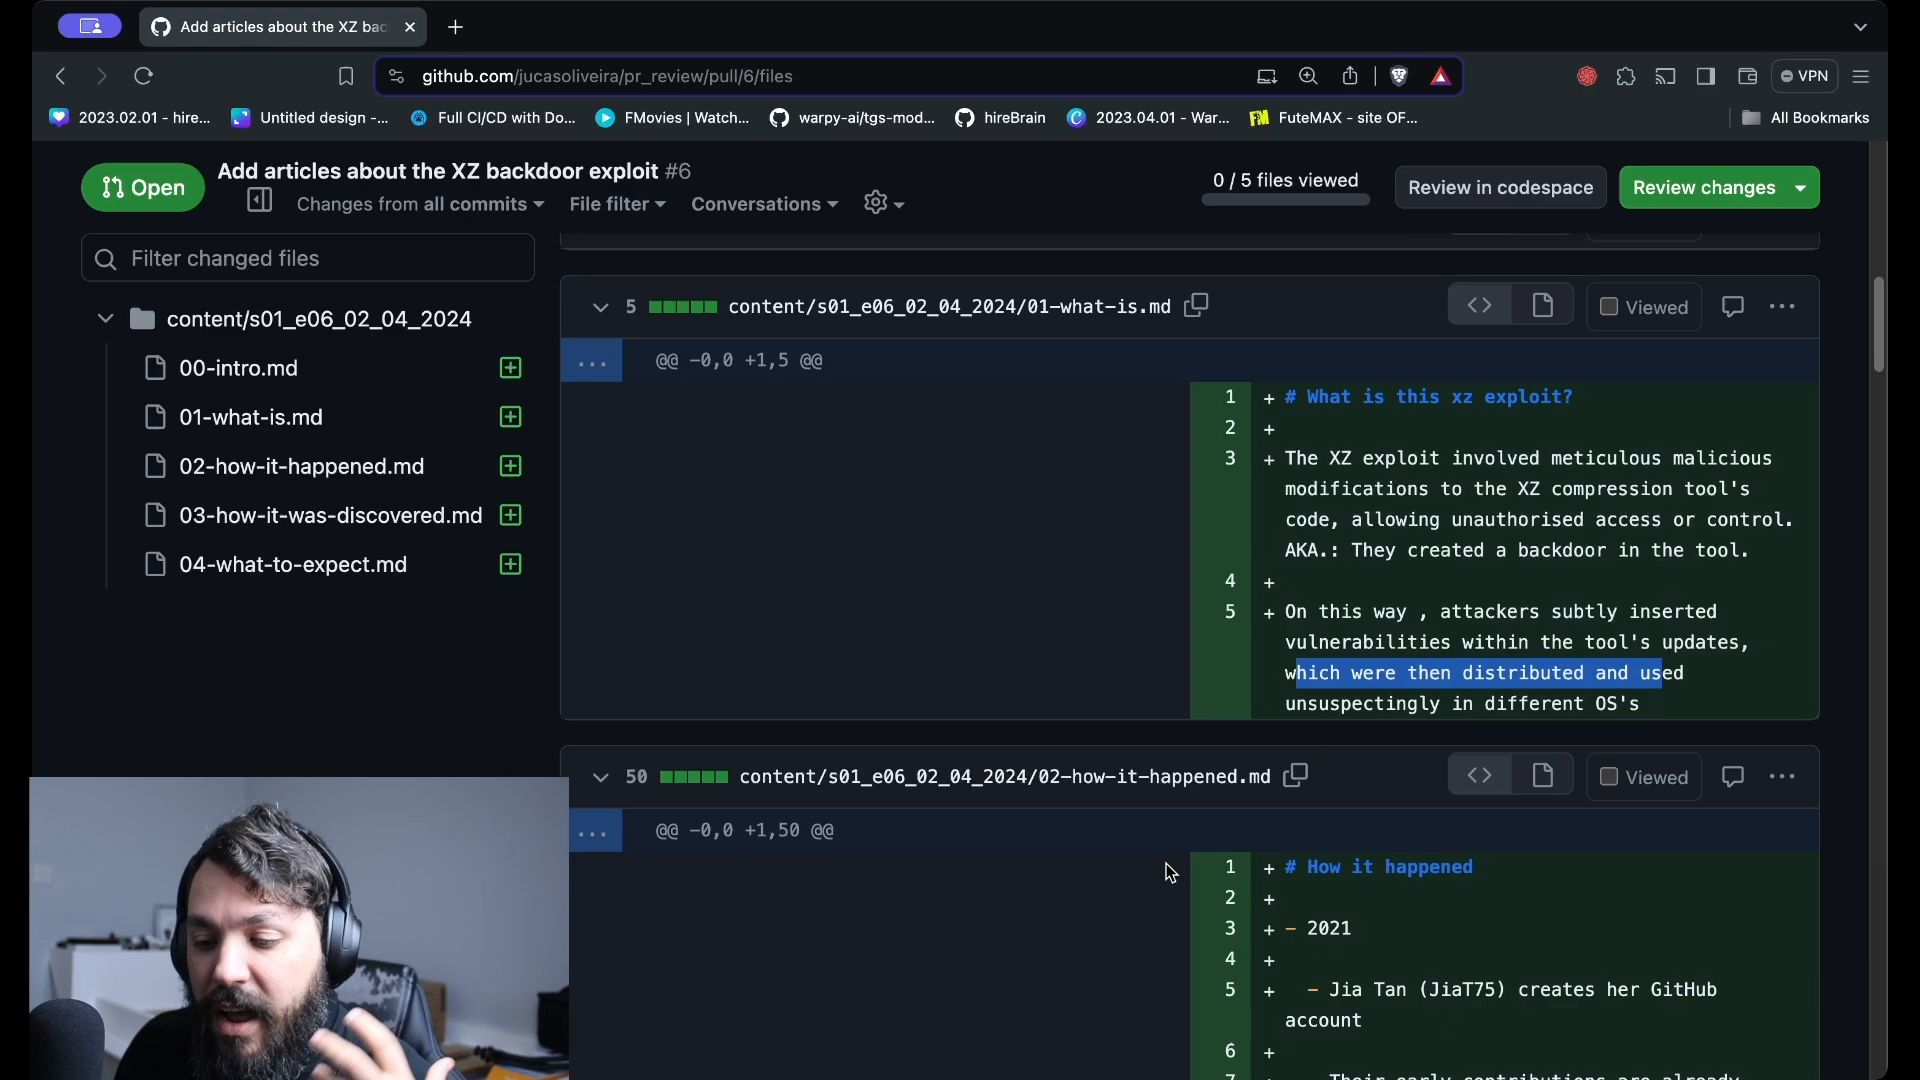 Add articles about the XZ bac
github.com/jucasoliveira/pr_review/pull/6/files
VPN
2023.02.01 - hire...
Untitled design -...
Full CI/CD with Do...
FMovies | Watch...
warpy-ai/tgs-mod...
hireBrain
2023.04.01 - War...
FuteMAX - site OF...
All Bookmarks
Open
Add articles about the XZ backdoor exploit #6
Changes from all commits
File filter
Conversations
0 / 5 files viewed
Review in codespace
Review changes
Filter changed files
content/s01_e06_02_04_2024
00-intro.md
01-what-is.md
02-how-it-happened.md
03-how-it-was-discovered.md
04-what-to-expect.md
5 content/s01_e06_02_04_2024/01-what-is.md
Viewed
... @@ -0,0 +1,5 @@
1 + # What is this xz exploit?
2 +
3 + The XZ exploit involved meticulous malicious
modifications to the XZ compression tool's
code, allowing unauthorised access or control.
AKA.: They created a backdoor in the tool.
4 +
5 + On this way , attackers subtly inserted
vulnerabilities within the tool's updates,
which were then distributed and used
unsuspectingly in different OS's
50 content/s01_e06_02_04_2024/02-how-it-happened.md
Viewed
... @@ -0,0 +1,50 @@
1 + # How it happened
2 +
3 + - 2021
4 +
5 + - Jia Tan (JiaT75) creates her GitHub
account
6 +
7 - Their early contributions are already